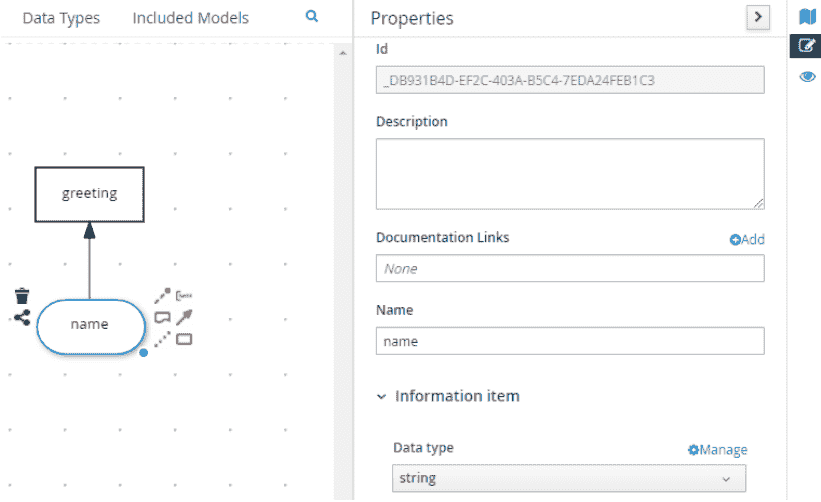 Data Types
Included Models
greeting
name
Properties
Id
_DB931B4D-EF2C-403A-B5C4-7EDA24FEB1C3
Description
Documentation Links
Add
None
Name
name
Information item
Data type
Manage
string